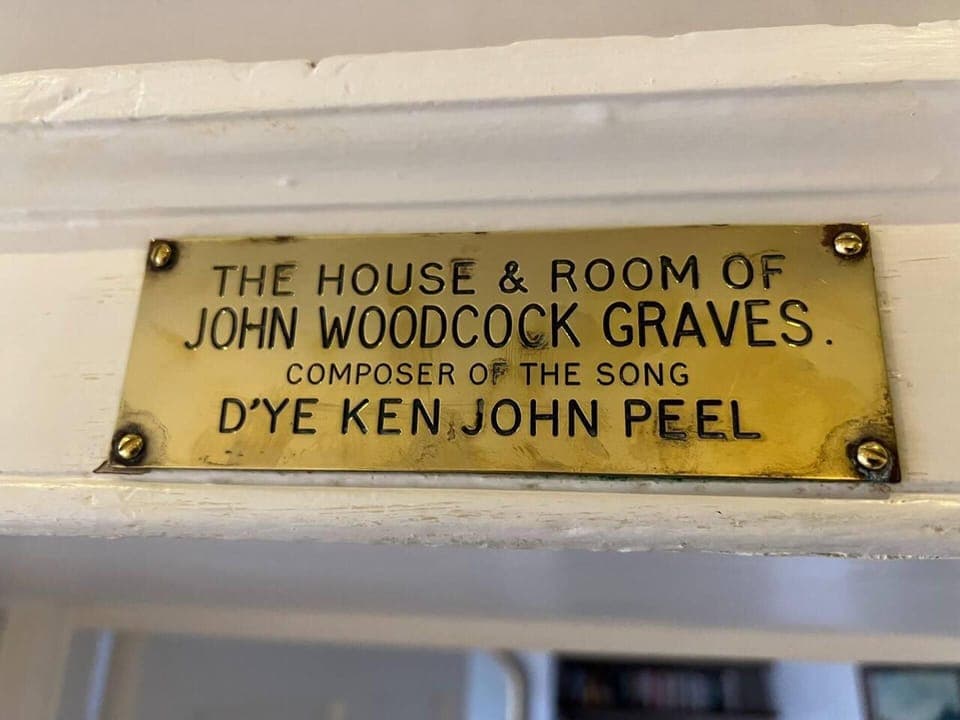 THE HOUSE & ROOM OF
JOHN WOODCOCK GRAVES.
COMPOSER OF THE SONG
D'YE KEN JOHN PEEL